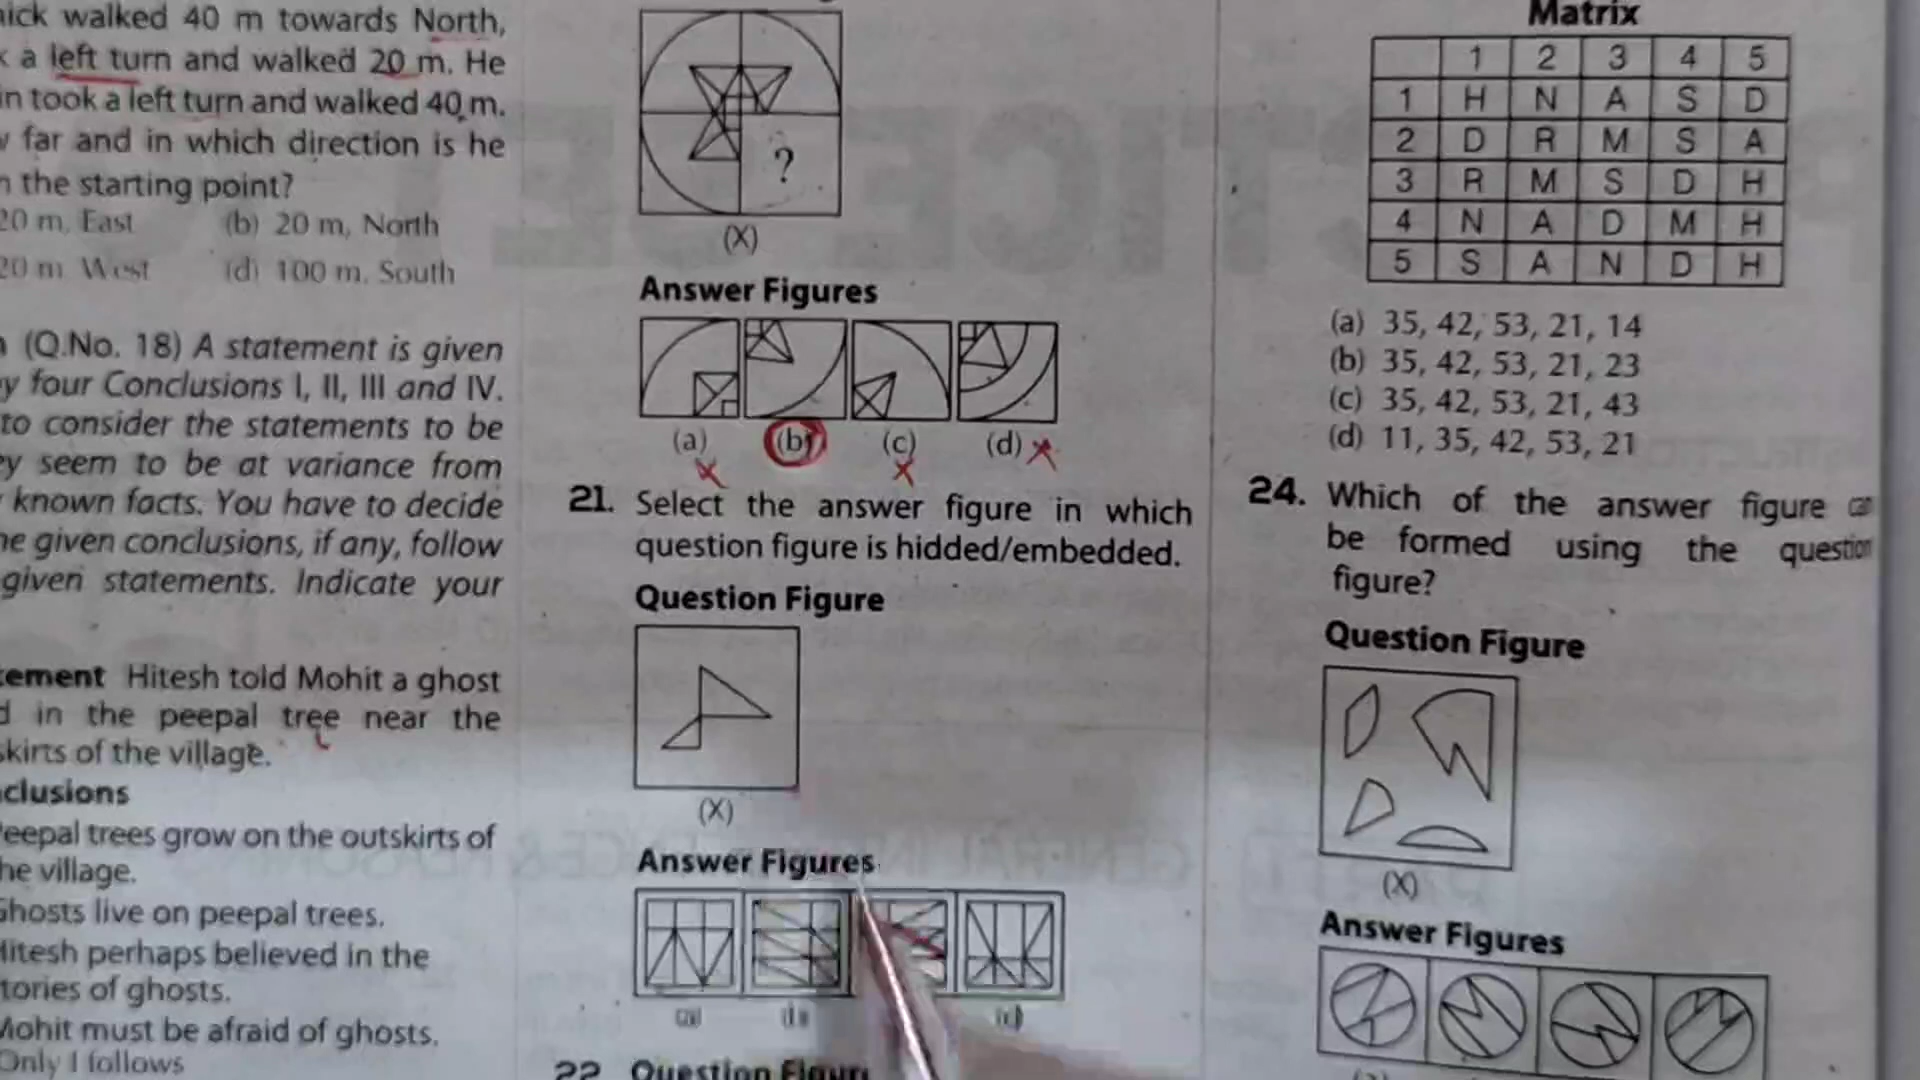 walked 40 m towards North,
a left turn and walked 20 m. He
in took a left turn and walked 40 m.
far and in which direction is he
the starting point?
20 m, East (b) 20 m, North
20 m West (d) 100 m, South
(Q.No. 18) A statement is given
four Conclusions I, II, III and IV.
to consider the statements to be
seem to be at variance from
known facts. You have to decide
given conclusions, if any, follow
given statements. Indicate your
Hitesh told Mohit a ghost
in the peepal tree near the
skirts of the village.
Peepal trees grow on the outskirts of
he village.
Ghosts live on peepal trees.
Hitesh perhaps believed in the
tories of ghosts.
Mohit must be afraid of ghosts.
Only I follows
?
(X)
Answer Figures
(a) (b) (c) (d)
21. Select the answer figure in which
question figure is hidded/embedded.
Question Figure
(X)
Answer Figures
(a)
22 Question
Matrix
1 2 3 4 5
1 H N A S D
2 D R M S A
3 R M S D H
4 N A D M H
5 S A N D H
(a) 35, 42, 53, 21, 14
(b) 35, 42, 53, 21, 23
(c) 35, 42, 53, 21, 43
(d) 11, 35, 42, 53, 21
24. Which of the answer figure can
be formed using the question
figure?
Question Figure
(X)
Answer Figures